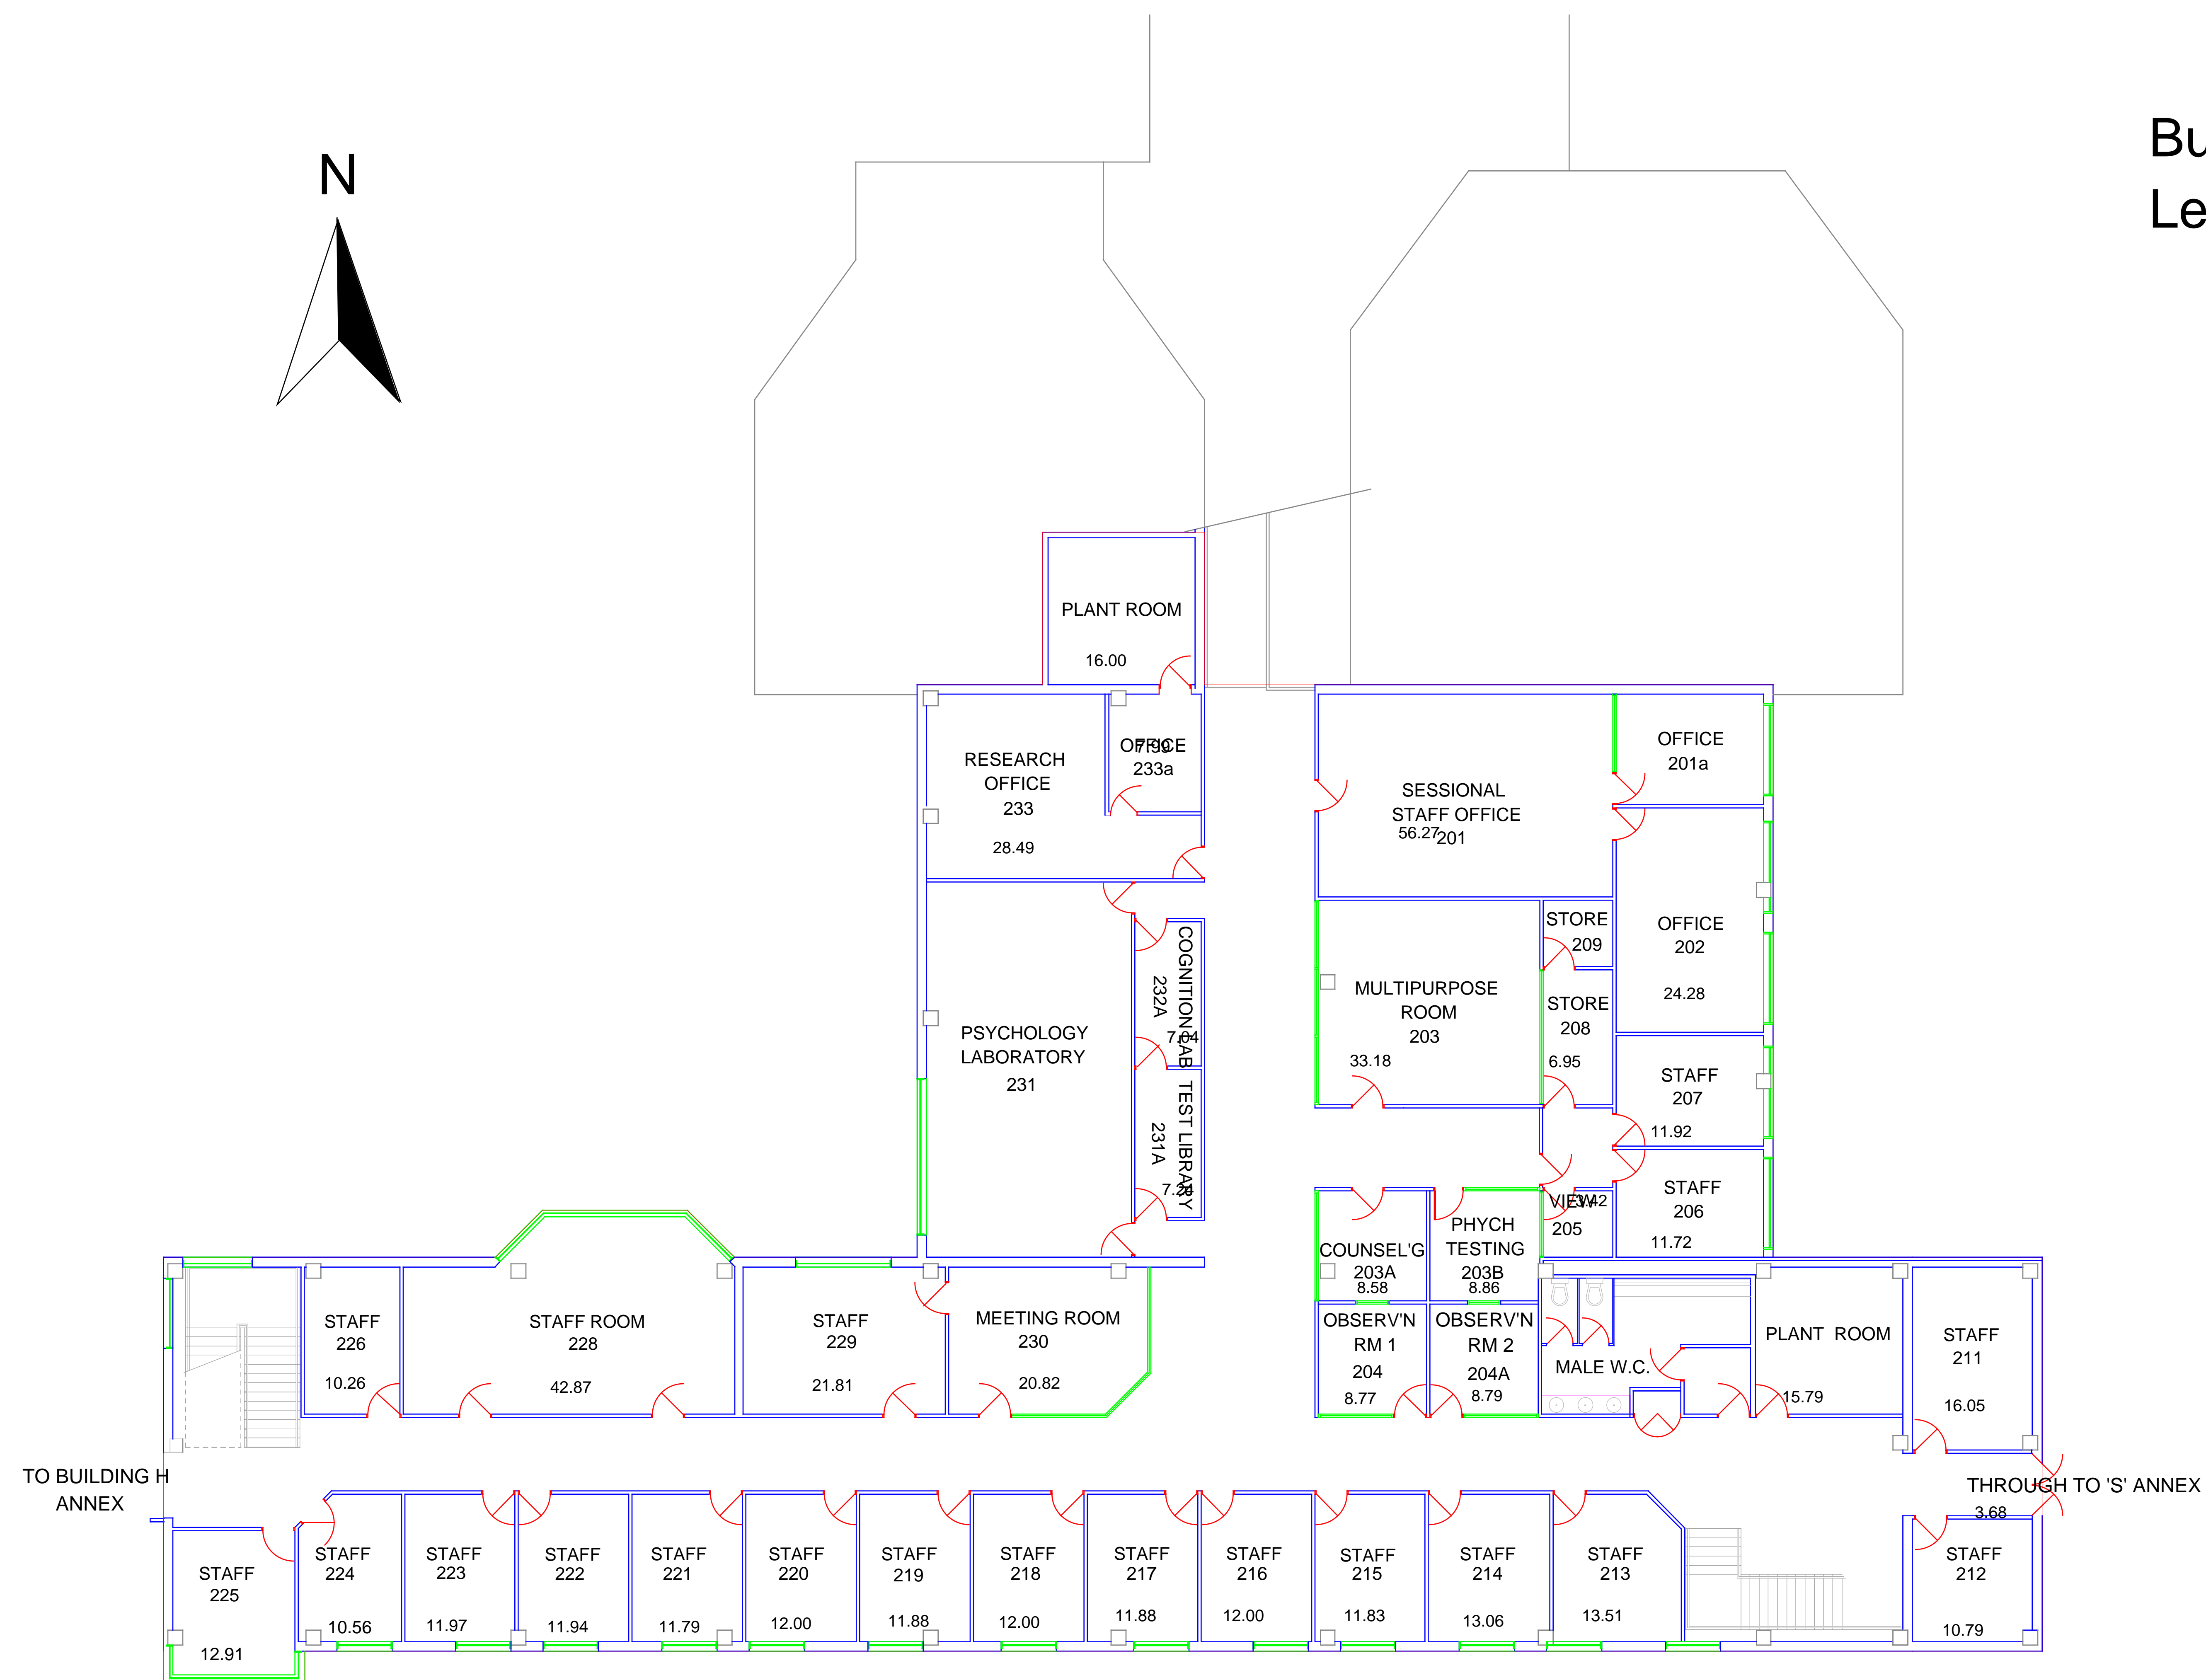 N
Bu
Le
PLANT ROOM
16.00
RESEARCH
OFFICE
233
28.49
OFFICE
7.99
233a
SESSIONAL
STAFF OFFICE
56.27
201
OFFICE
201a
OFFICE
202
24.28
STORE
209
STORE
208
6.95
MULTIPURPOSE
ROOM
203
33.18
PSYCHOLOGY
LABORATORY
231
COGNITION LAB
232A
TEST LIBRARY
231A
STAFF
207
11.92
STAFF
206
11.72
VIEW
3.42
205
COUNSEL'G
203A
8.58
PHYCH
TESTING
203B
8.86
OBSERV'N
RM 1
204
8.77
OBSERV'N
RM 2
204A
8.79
MALE W.C.
PLANT ROOM
15.79
STAFF
211
16.05
STAFF
226
10.26
STAFF ROOM
228
42.87
STAFF
229
21.81
MEETING ROOM
230
20.82
TO BUILDING H
ANNEX
THROUGH TO 'S' ANNEX
3.68
STAFF
225
12.91
STAFF
224
10.56
STAFF
223
11.97
STAFF
222
11.94
STAFF
221
11.79
STAFF
220
12.00
STAFF
219
11.88
STAFF
218
12.00
STAFF
217
11.88
STAFF
216
12.00
STAFF
215
11.83
STAFF
214
13.06
STAFF
213
13.51
STAFF
212
10.79